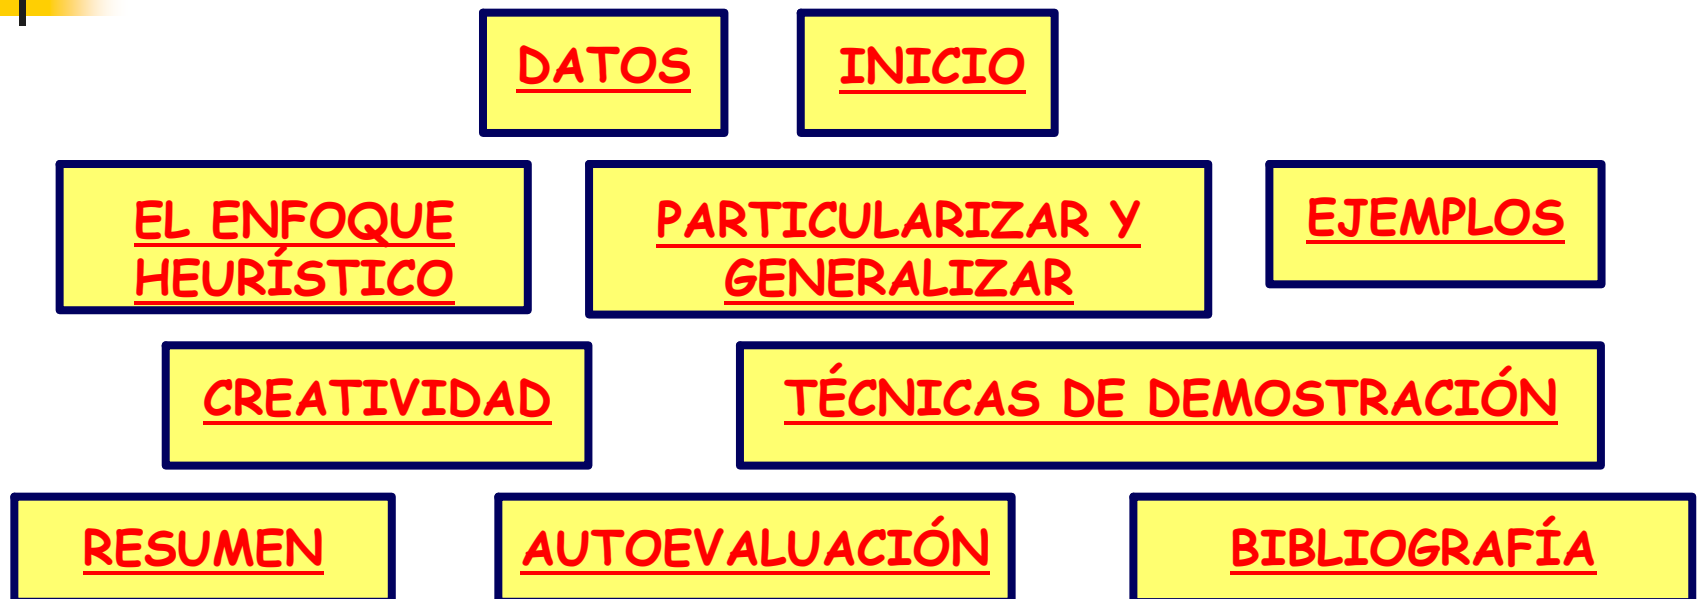 DATOS
INICIO
EL ENFOQUE
HEURÍSTICO
PARTICULARIZAR Y
GENERALIZAR
EJEMPLOS
CREATIVIDAD
TÉCNICAS DE DEMOSTRACIÓN
RESUMEN
AUTOEVALUACIÓN
BIBLIOGRAFÍA